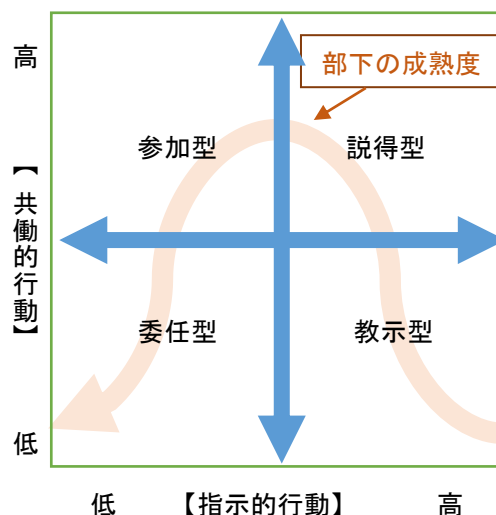 高
部下の成熟度
参加型
説得型
【共働的行動】
委任型
教示型
低
低 【指示的行動】 高